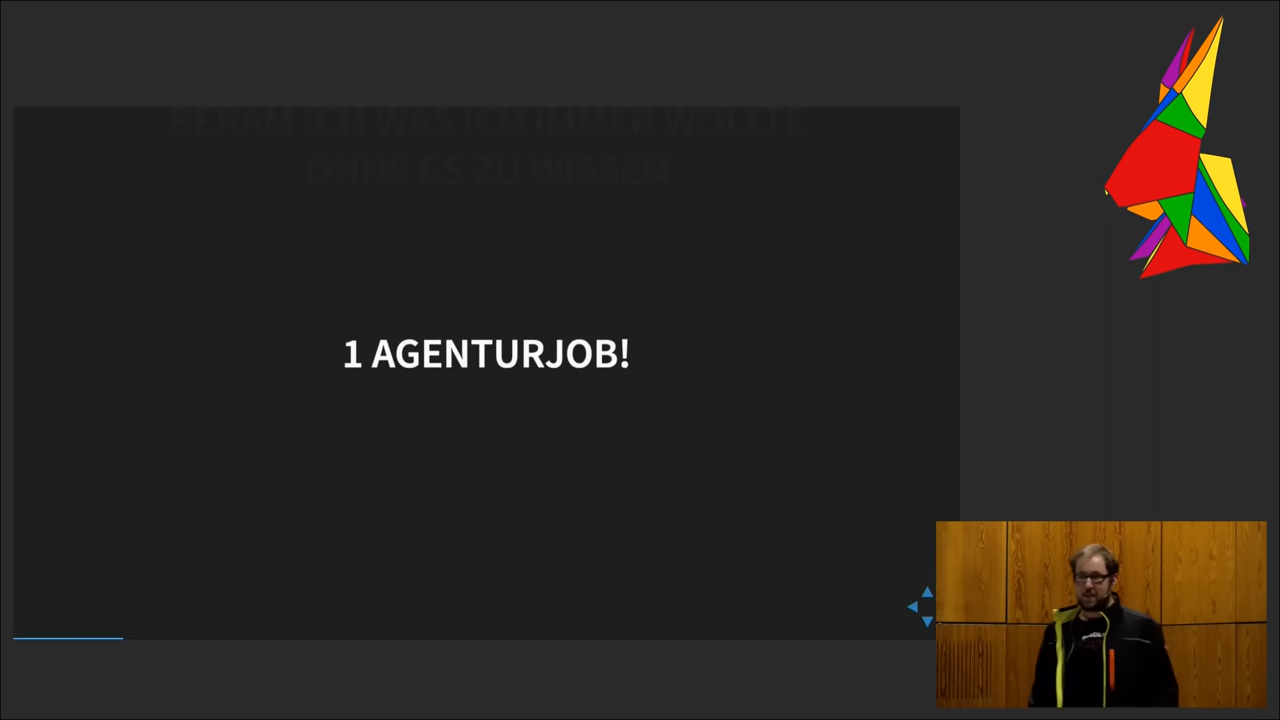 BEKAM ICH WAS ICH IMMER WOLLTE
OHNE ES ZU WISSEN
1 AGENTURJOB!